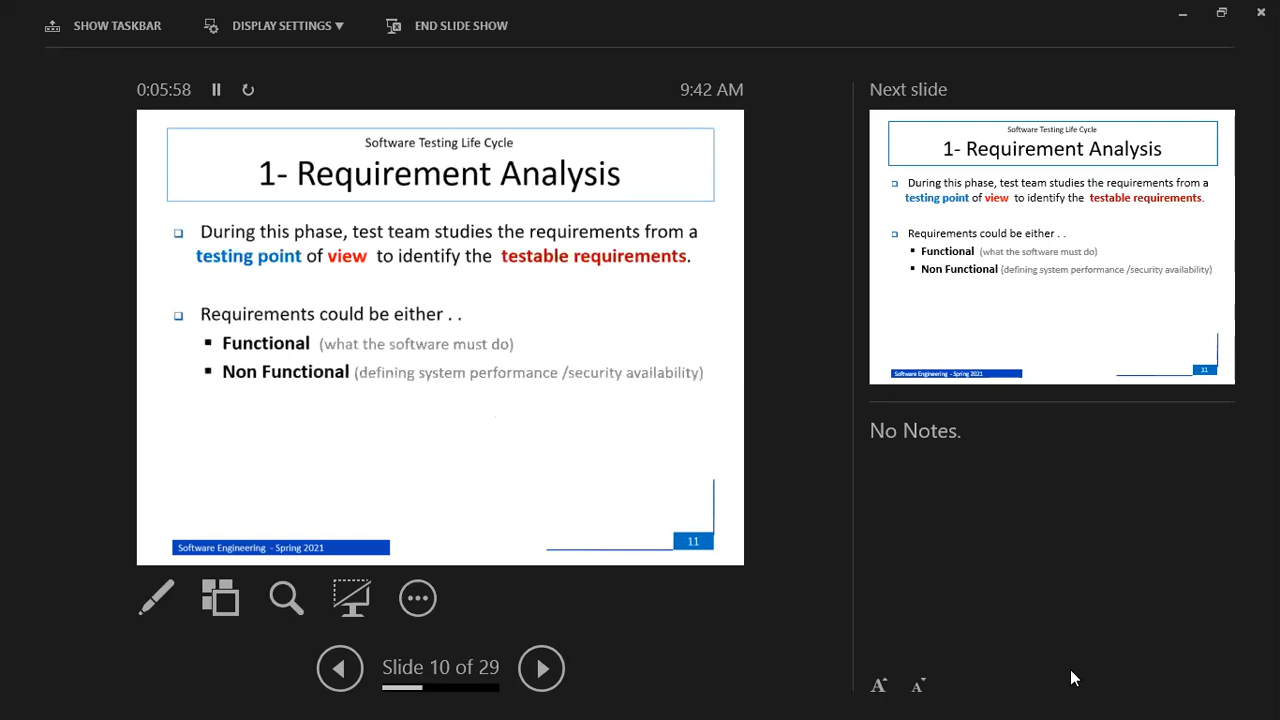 SHOW TASKBAR DISPLAY SETTINGS ▼ END SLIDE SHOW
0:05:58 9:42 AM
Software Testing Life Cycle
1- Requirement Analysis
During this phase, test team studies the requirements from a
testing point of view to identify the testable requirements.
Requirements could be either . .
▪ Functional (what the software must do)
▪ Non Functional (defining system performance /security availability)
Software Engineering - Spring 2021
11
Slide 10 of 29
Next slide
Software Testing Life Cycle
1- Requirement Analysis
During this phase, test team studies the requirements from a
testing point of view to identify the testable requirements.
Requirements could be either . .
▪ Functional (what the software must do)
▪ Non Functional (defining system performance /security availability)
Software Engineering - Spring 2021
11
No Notes.
A A